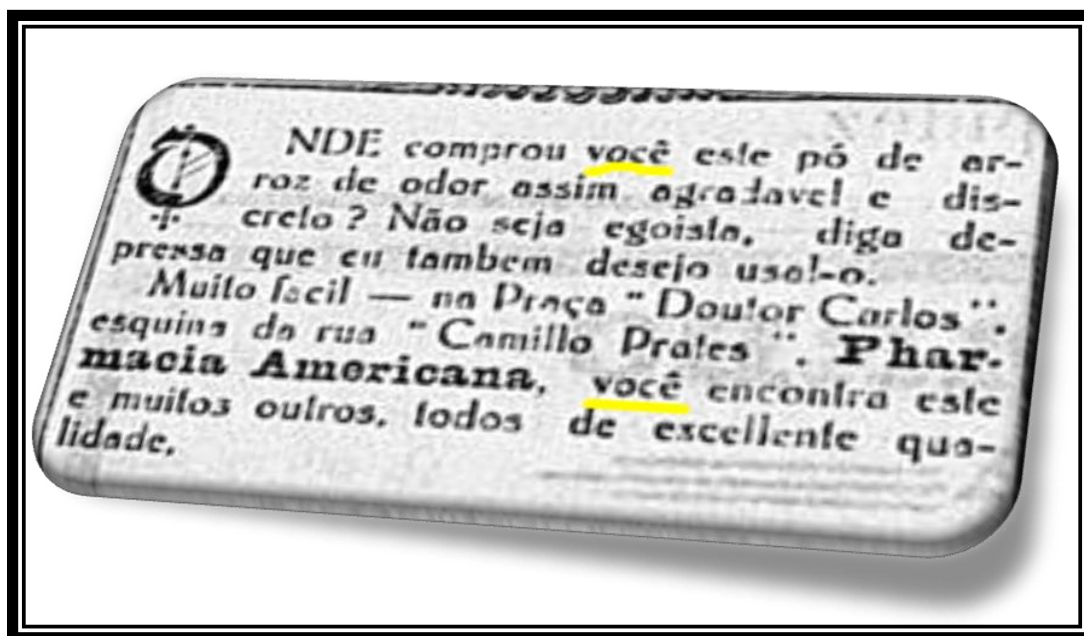 ONDE comprou você este pó de ar-
roz de odor assim agradavel e dis-
creto? Não seja egoista, diga de-
pressa que eu tambem desejo usal-o.
Muito facil — na Praça "Doutor Carlos",
esquina da rua "Camillo Prates". Phar-
macia Americana, você encontra este
e muitos outros, todos de excellente qua-
lidade,